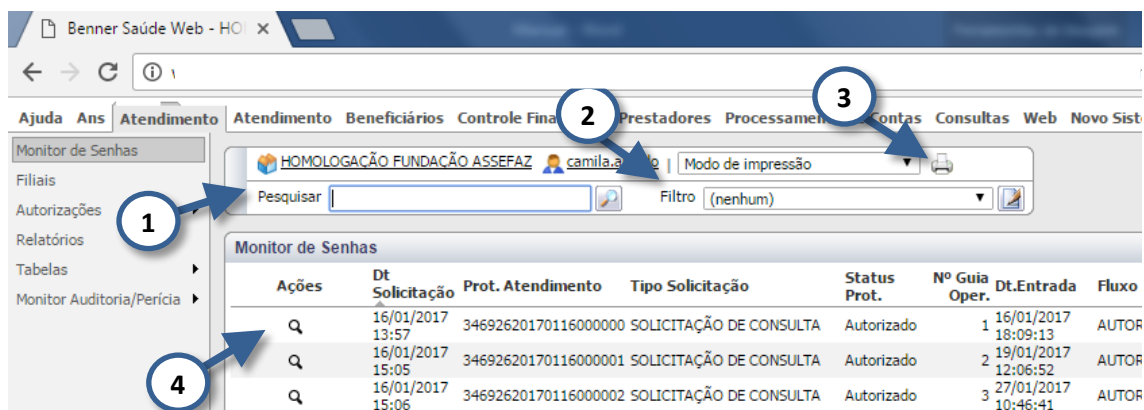 Benner Saúde Web - HO
Ajuda Ans Atendimento Atendimento Beneficiários Controle Fina Prestadores Processamen Contas Consultas Web Novo Sist
Monitor de Senhas
Filiais
Autorizações
Relatórios
Tabelas
Monitor Auditoria/Perícia
HOMOLOGAÇÃO FUNDAÇÃO ASSEFAZ camila.a | Modo de impressão
Pesquisar Filtro (nenhum)
1
2
3
4
Monitor de Senhas
Ações Dt Solicitação Prot. Atendimento Tipo Solicitação Status Prot. Nº Guia Oper. Dt.Entrada Fluxo
16/01/2017 13:57 34692620170116000000 SOLICITAÇÃO DE CONSULTA Autorizado 1 16/01/2017 18:09:13 AUTOR
16/01/2017 15:05 34692620170116000001 SOLICITAÇÃO DE CONSULTA Autorizado 2 19/01/2017 12:06:52 AUTOR
16/01/2017 15:06 34692620170116000002 SOLICITAÇÃO DE CONSULTA Autorizado 3 27/01/2017 10:46:41 AUTOR